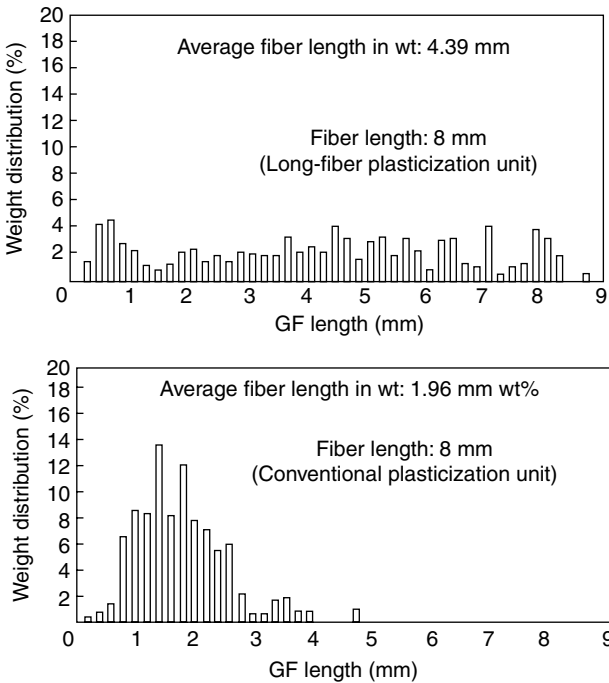 20
Average fiber length in wt: 4.39 mm
18
16
14
12
10
8
6
4
2
Fiber length: 8 mm
(Long-fiber plasticization unit)
Weight distribution (%)
0 1 2 3 4 5 6 7 8 9
GF length (mm)
20
Average fiber length in wt: 1.96 mm wt%
18
16
14
12
10
8
6
4
2
Fiber length: 8 mm
(Conventional plasticization unit)
Weight distribution (%)
0 1 2 3 4 5 6 7 8 9
GF length (mm)